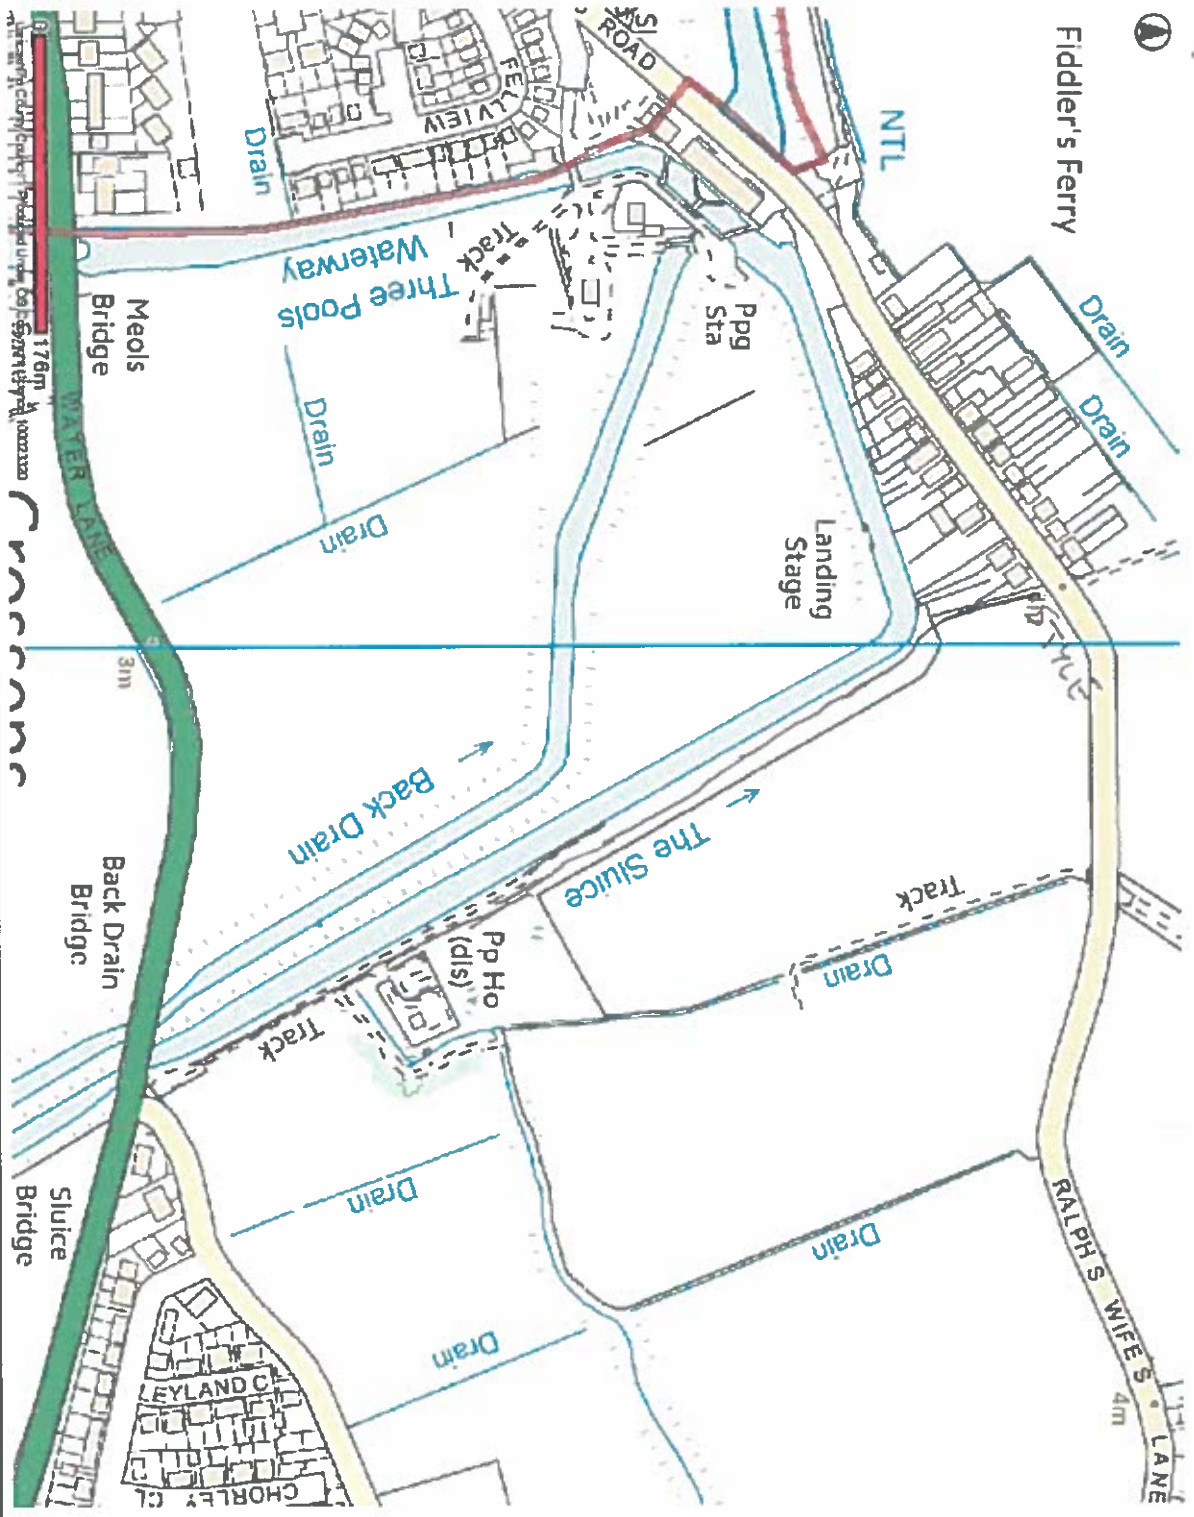 Fiddler's Ferry
NTL
Drain
Drain
ROAD
FELLVIEW
Drain
Three Pools
Waterway
Track
Ppg
Sta
Meols
Bridge
176m
WATER LANE
Drain
Drain
Landing
Stage
STYLE
3m
Back Drain
The Sluice
Track
Drain
Back Drain
Bridge
Pp Ho
(dis)
Track
Drain
Drain
Drain
Sluice
Bridge
RALPH S WIFE S LANE
4m
LEYLAND C
CHORLEY CL